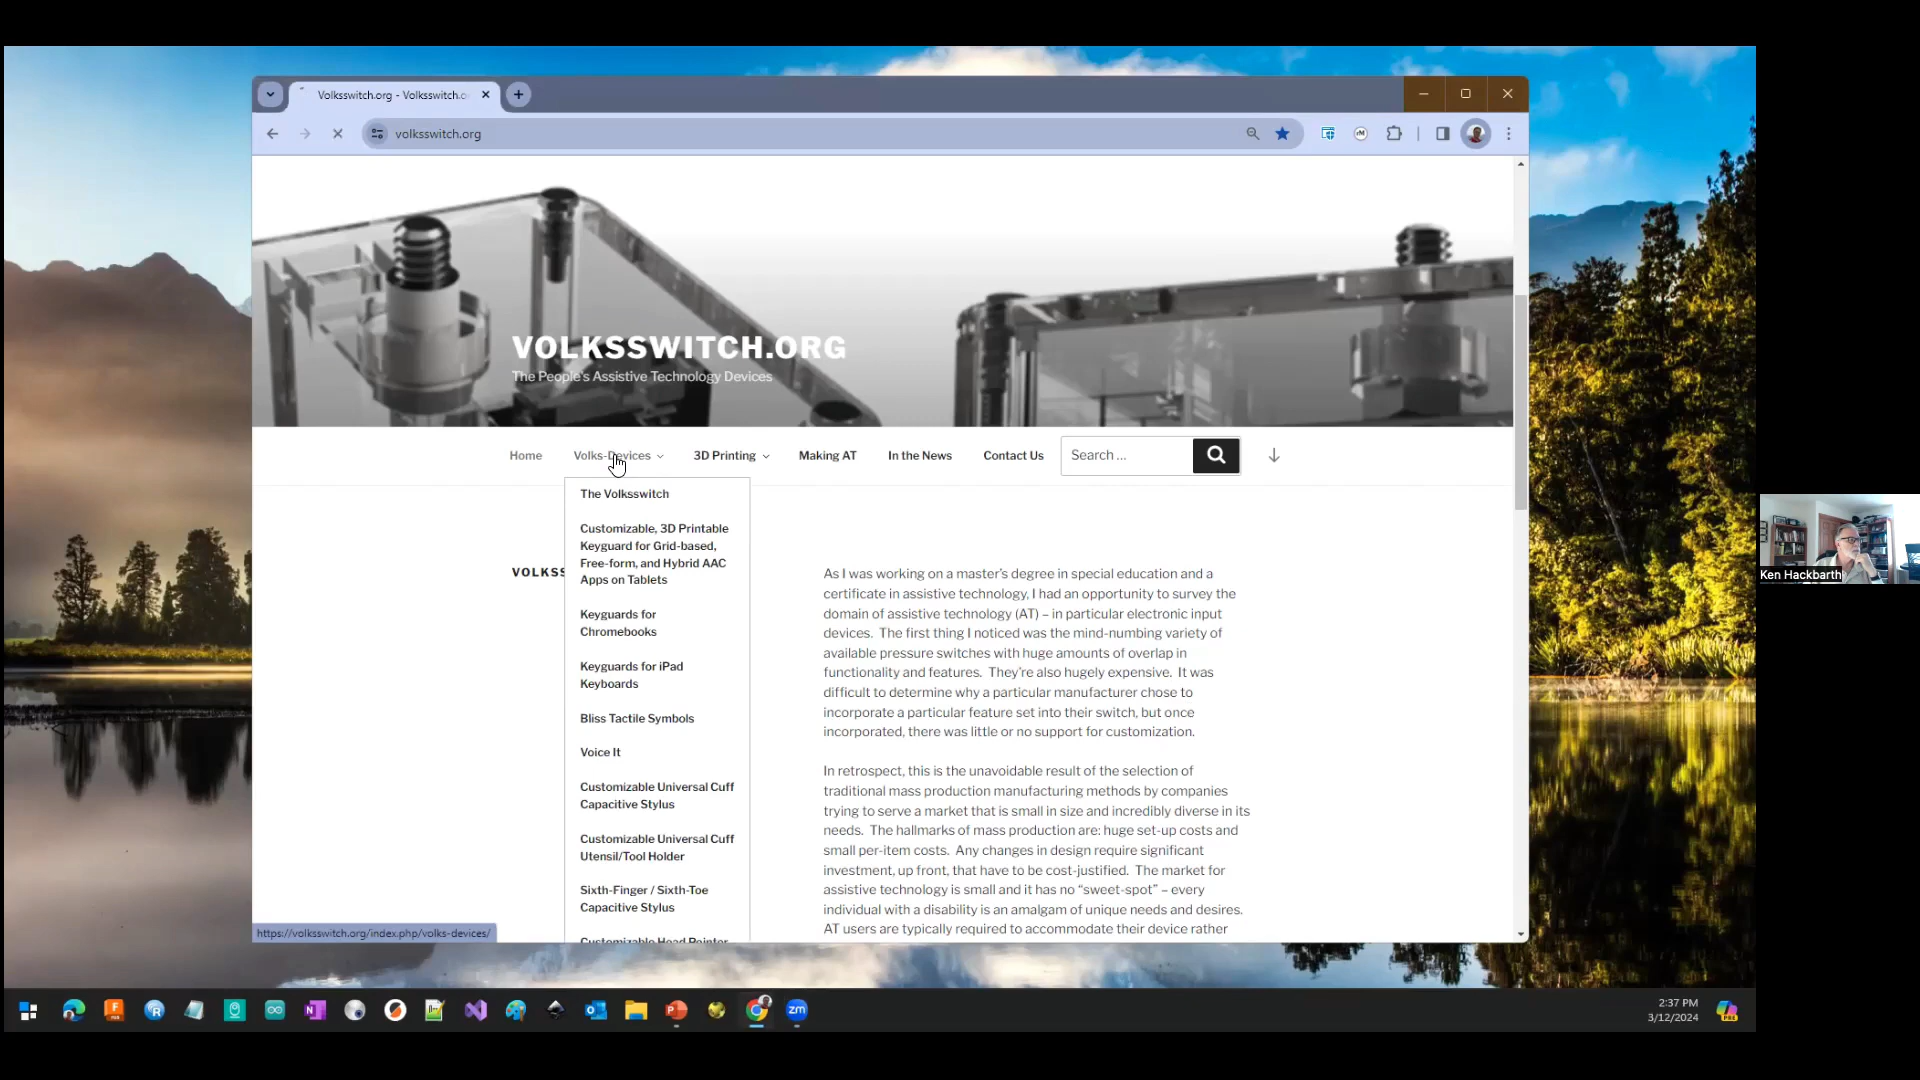 Volksswitch.org - Volksswitch.o
volksswitch.org
VOLKSSWITCH.ORG
The People's Assistive Technology Devices
Home
Volks-Devices
3D Printing
Making AT
In the News
Contact Us
Search …
The Volksswitch
Customizable, 3D Printable
Keyguard for Grid-based,
Free-form, and Hybrid AAC
Apps on Tablets
Keyguards for
Chromebooks
Keyguards for iPad
Keyboards
Bliss Tactile Symbols
Voice It
Customizable Universal Cuff
Capacitive Stylus
Customizable Universal Cuff
Utensil/Tool Holder
Sixth-Finger / Sixth-Toe
Capacitive Stylus
Customizable Head Pointer
VOLKSS
As I was working on a master's degree in special education and a
certificate in assistive technology, I had an opportunity to survey the
domain of assistive technology (AT) – in particular electronic input
devices.  The first thing I noticed was the mind-numbing variety of
available pressure switches with huge amounts of overlap in
functionality and features.  They're also hugely expensive.  It was
difficult to determine why a particular manufacturer chose to
incorporate a particular feature set into their switch, but once
incorporated, there was little or no support for customization.
In retrospect, this is the unavoidable result of the selection of
traditional mass production manufacturing methods by companies
trying to serve a market that is small in size and incredibly diverse in its
needs.  The hallmarks of mass production are: huge set-up costs and
small per-item costs.  Any changes in design require significant
investment, up front, that have to be cost-justified.  The market for
assistive technology is small and it has no “sweet-spot” – every
individual with a disability is an amalgam of unique needs and desires.
AT users are typically required to accommodate their device rather
https://volksswitch.org/index.php/volks-devices/
Ken Hackbarth
zm
2:37 PM
3/12/2024